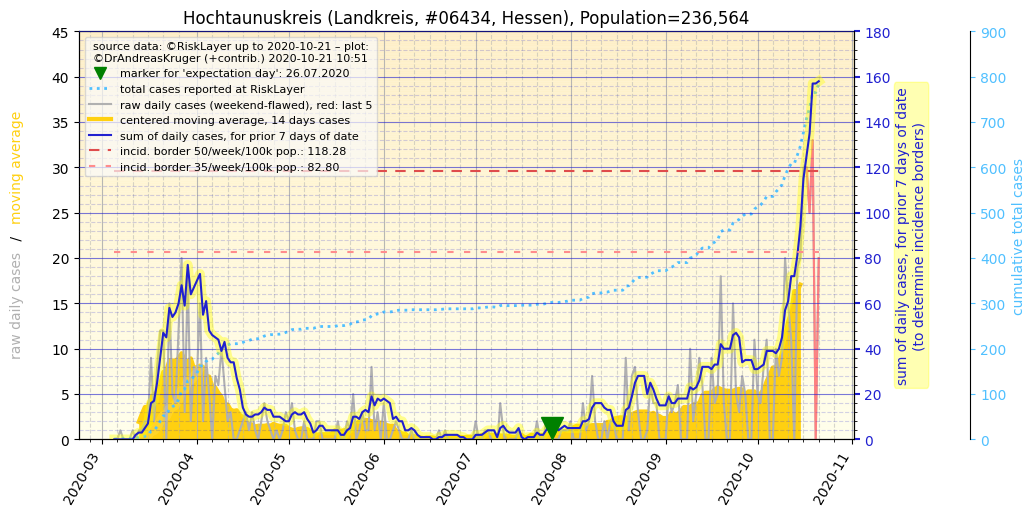 Hochtaunuskreis (Landkreis, #06434, Hessen), Population=236,564
source data: ©RiskLayer up to 2020-10-21 – plot:
©DrAndreasKruger (+contrib.) 2020-10-21 10:51
marker for 'expectation day': 26.07.2020
total cases reported at RiskLayer
raw daily cases (weekend-flawed), red: last 5
centered moving average, 14 days cases
sum of daily cases, for prior 7 days of date
incid. border 50/week/100k pop.: 118.28
incid. border 35/week/100k pop.: 82.80
raw daily cases / moving average
45
40
35
30
25
20
15
10
5
0
2020-03
2020-04
2020-05
2020-06
2020-07
2020-08
2020-09
2020-10
2020-11
180
160
140
120
100
80
60
40
20
0
sum of daily cases, for prior 7 days of date
(to determine incidence borders)
900
800
700
600
500
400
300
200
100
0
cumulative total cases